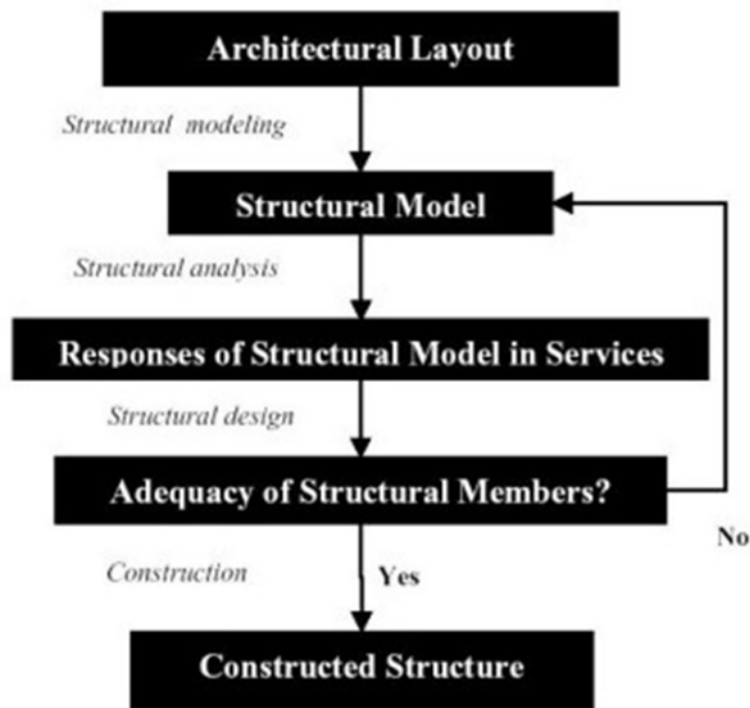 Architectural Layout
Structural modeling
Structural Model
Structural analysis
Responses of Structural Model in Services
Structural design
Adequacy of Structural Members?
No
Construction
Yes
Constructed Structure